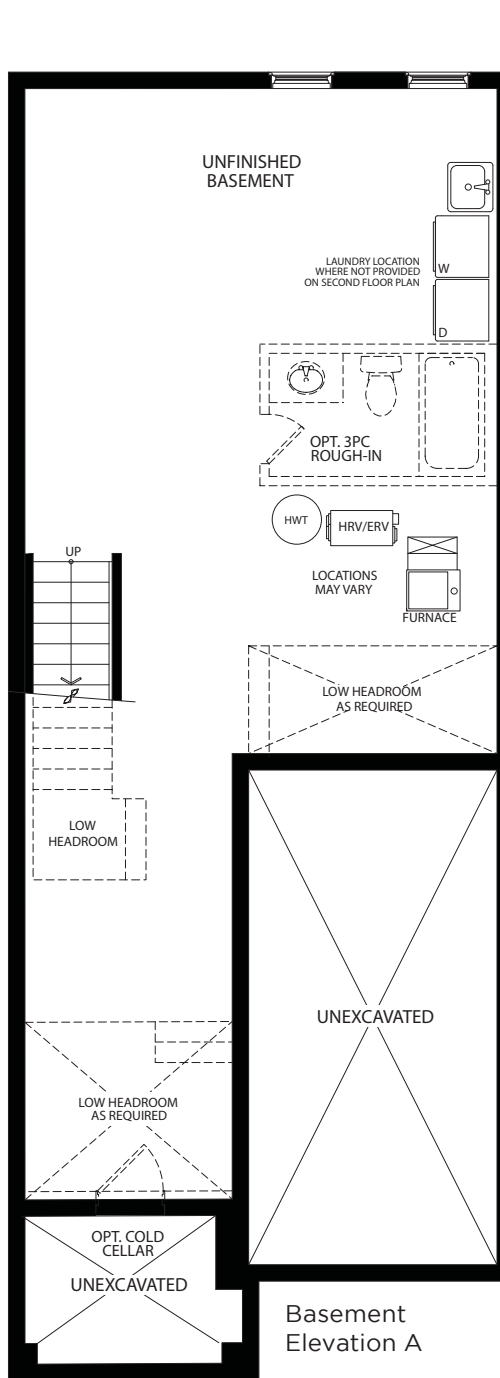 UNFINISHED
BASEMENT
LAUNDRY LOCATION
WHERE NOT PROVIDED
ON SECOND FLOOR PLAN
W
D
OPT. 3PC
ROUGH-IN
HWT
HRV/ERV
LOCATIONS
MAY VARY
FURNACE
UP
LOW HEADROOM
AS REQUIRED
LOW
HEADROOM
UNEXCAVATED
LOW HEADROOM
AS REQUIRED
OPT. COLD
CELLAR
UNEXCAVATED
Basement
Elevation A